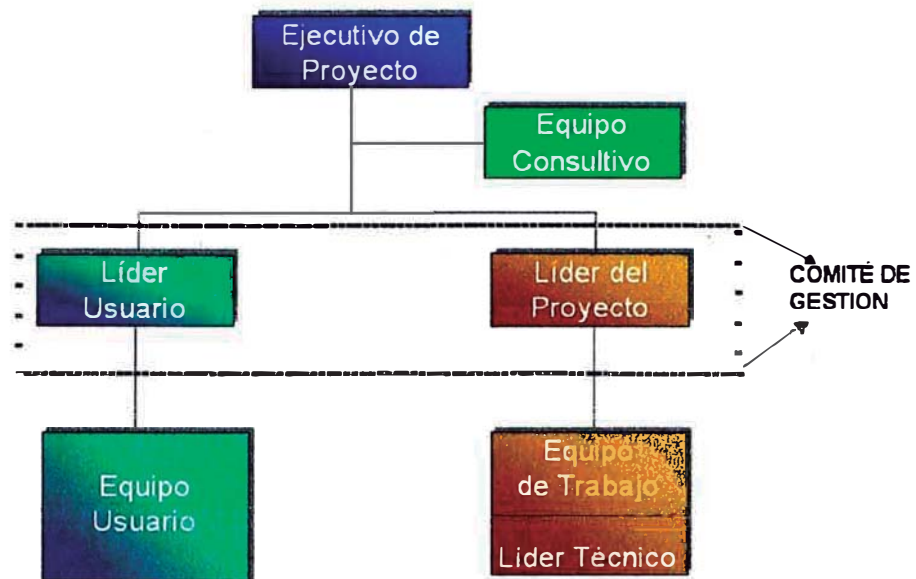 Ejecutivo de
Proyecto
Equipo
Consultivo
Líder
Usuario
Líder del
Proyecto
COMITÉ DE
GESTION
Equipo
Usuario
Equipo
de Trabajo
Líder Técnico